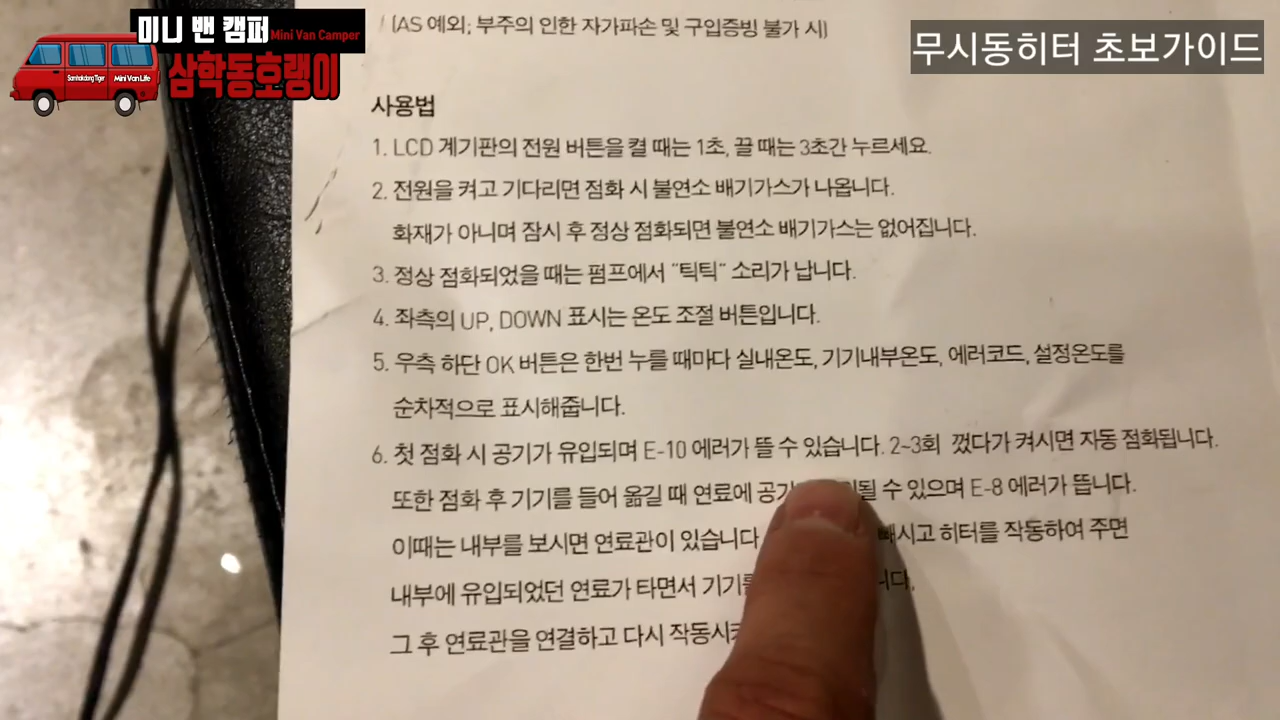 미니 밴 캠퍼 Mini Van Camper
삼학동호랭이
Samhakdong Tiger Mini Van Life
무시동히터 초보가이드
(AS 예외; 부주의 인한 자가파손 및 구입증빙 불가 시)
사용법
1. LCD 계기판의 전원 버튼을 켤 때는 1초, 끌 때는 3초간 누르세요.
2. 전원을 켜고 기다리면 점화 시 불연소 배기가스가 나옵니다.
화재가 아니며 잠시 후 정상 점화되면 불연소 배기가스는 없어집니다.
3. 정상 점화되었을 때는 펌프에서 "틱틱" 소리가 납니다.
4. 좌측의 UP, DOWN 표시는 온도 조절 버튼입니다.
5. 우측 하단 OK 버튼은 한번 누를 때마다 실내온도, 기기내부온도, 에러코드, 설정온도를
순차적으로 표시해줍니다.
6. 첫 점화 시 공기가 유입되며 E-10 에러가 뜰 수 있습니다. 2~3회 껐다가 켜시면 자동 점화됩니다.
또한 점화 후 기기를 들어 옮길 때 연료에 수 있으며 E-8 에러가 뜹니다.
이때는 내부를 보시면 연료관이 있습니다 빼시고 히터를 작동하여 주면
내부에 유입되었던 연료가 타면서
그 후 연료관을 연결하고 다시